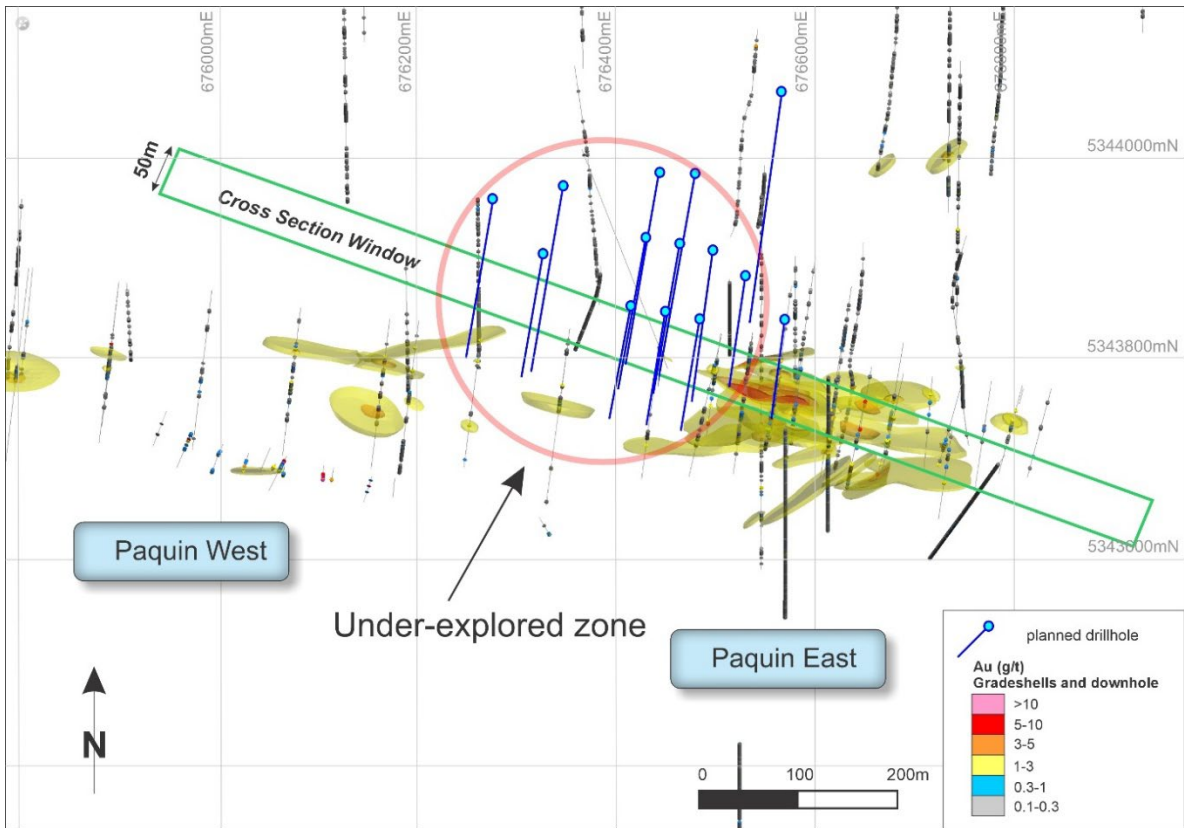 676000mE
676200mE
676400mE
676600mE
676800mE
5344000mN
50m
Cross Section Window
5343800mN
5343600mN
Paquin West
Under-explored zone
Paquin East
N
0 100 200m
planned drillhole
Au (g/t)
Gradeshells and downhole
>10
5-10
3-5
1-3
0.3-1
0.1-0.3